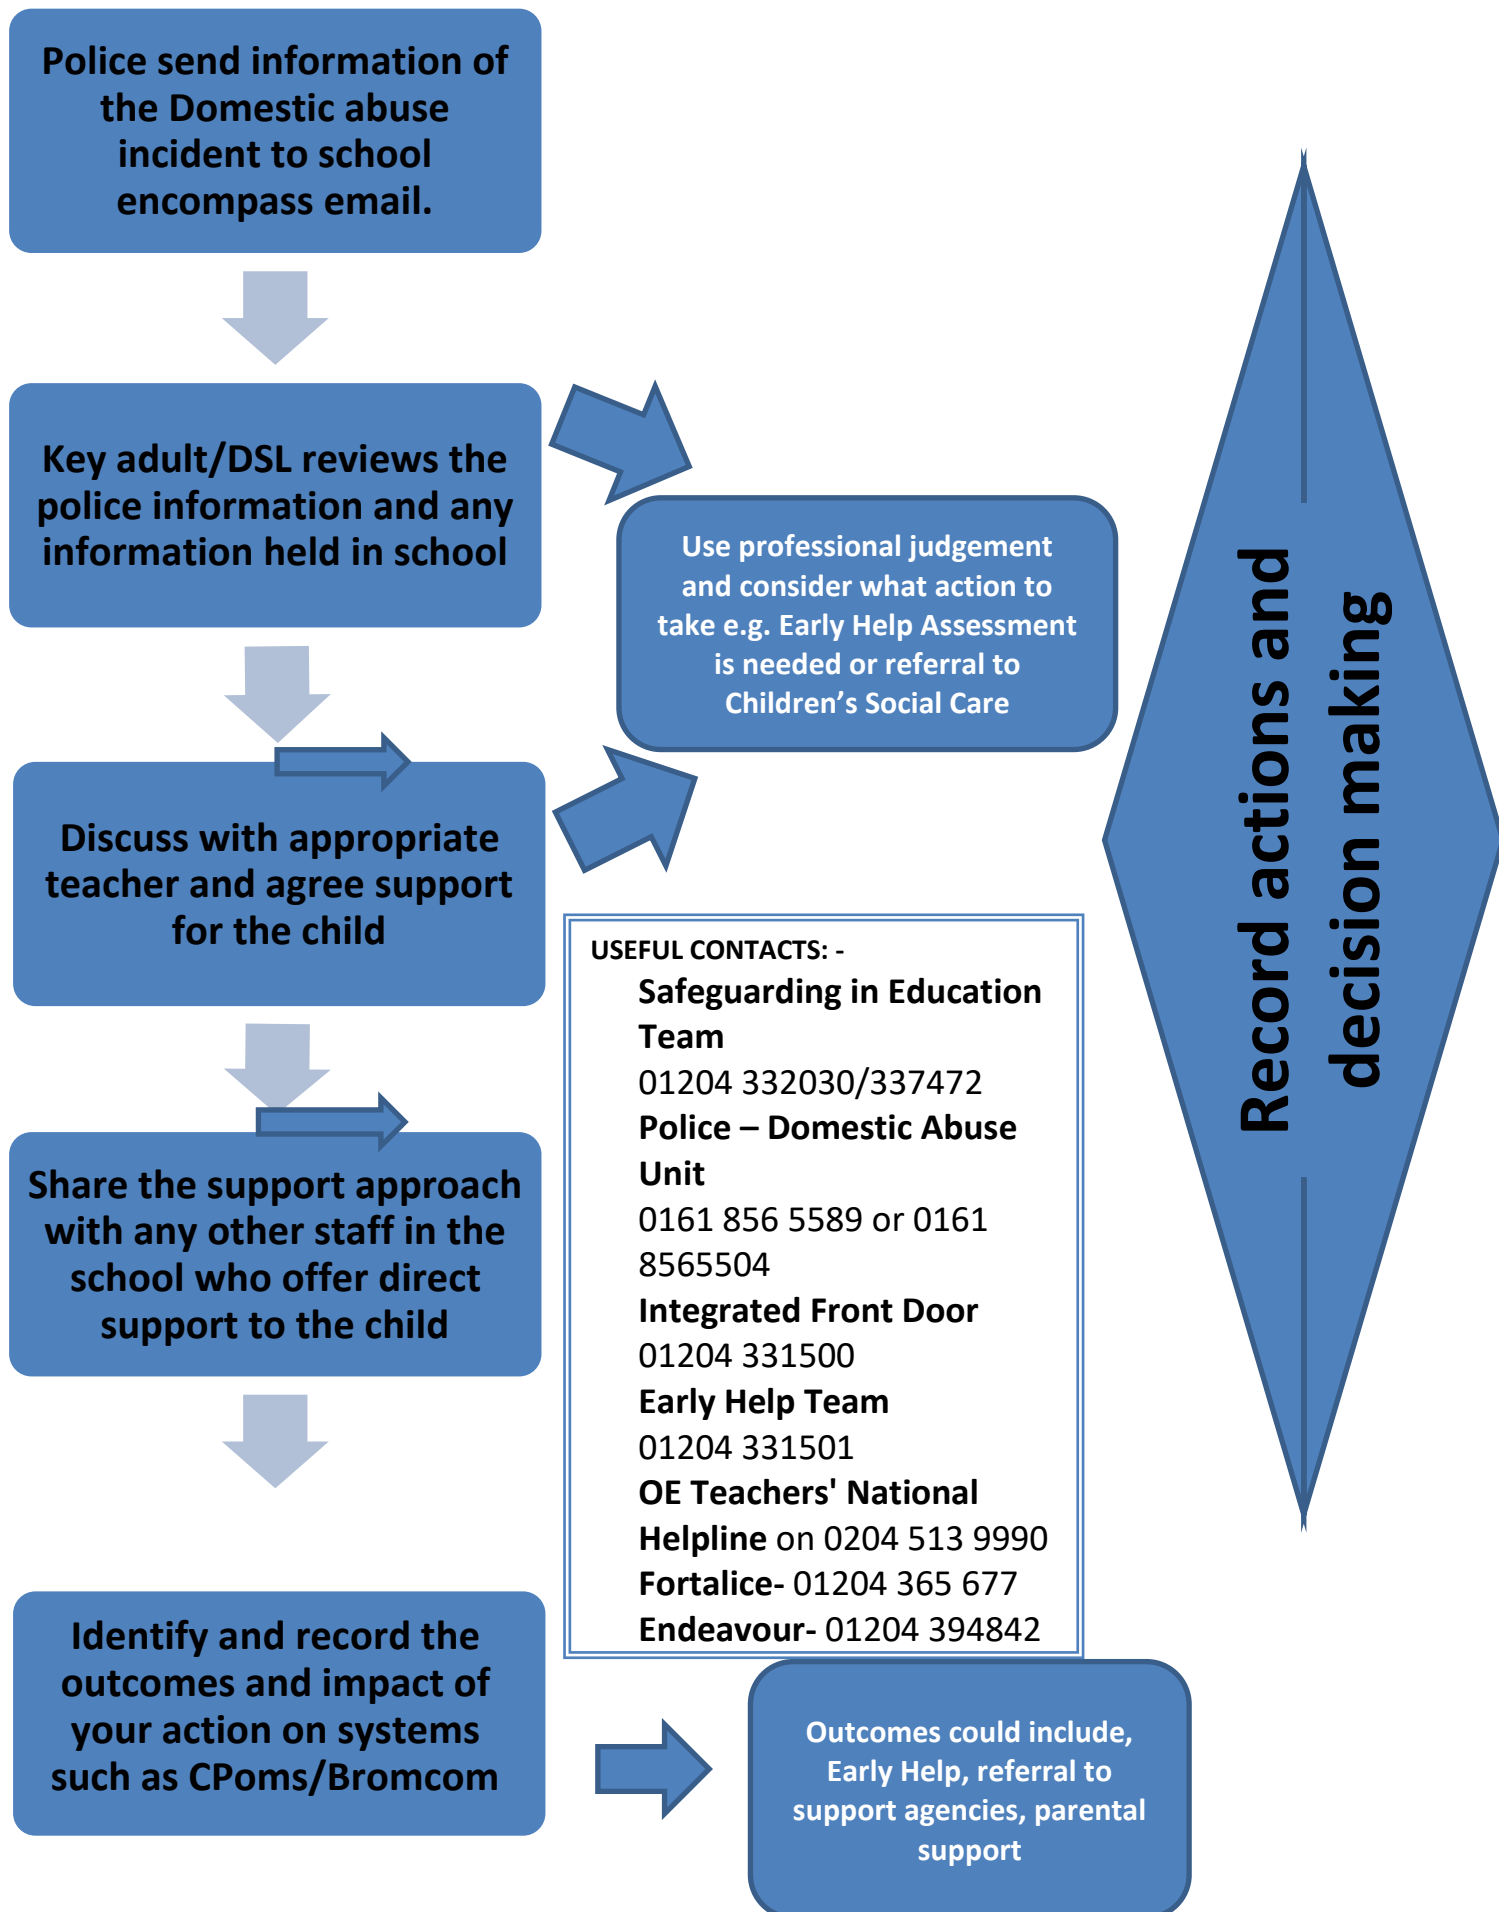 Police send information of
the Domestic abuse
incident to school
encompass email.
Key adult/DSL reviews the
police information and any
information held in school
Use professional judgement
and consider what action to
take e.g. Early Help Assessment
is needed or referral to
Children’s Social Care
Discuss with appropriate
teacher and agree support
for the child
Share the support approach
with any other staff in the
school who offer direct
support to the child
USEFUL CONTACTS: -
Safeguarding in Education
Team
01204 332030/337472
Police – Domestic Abuse
Unit
0161 856 5589 or 0161
8565504
Integrated Front Door
01204 331500
Early Help Team
01204 331501
OE Teachers' National
Helpline on 0204 513 9990
Fortalice- 01204 365 677
Endeavour- 01204 394842
Identify and record the
outcomes and impact of
your action on systems
such as CPoms/Bromcom
Outcomes could include,
Early Help, referral to
support agencies, parental
support
Record actions and
decision making